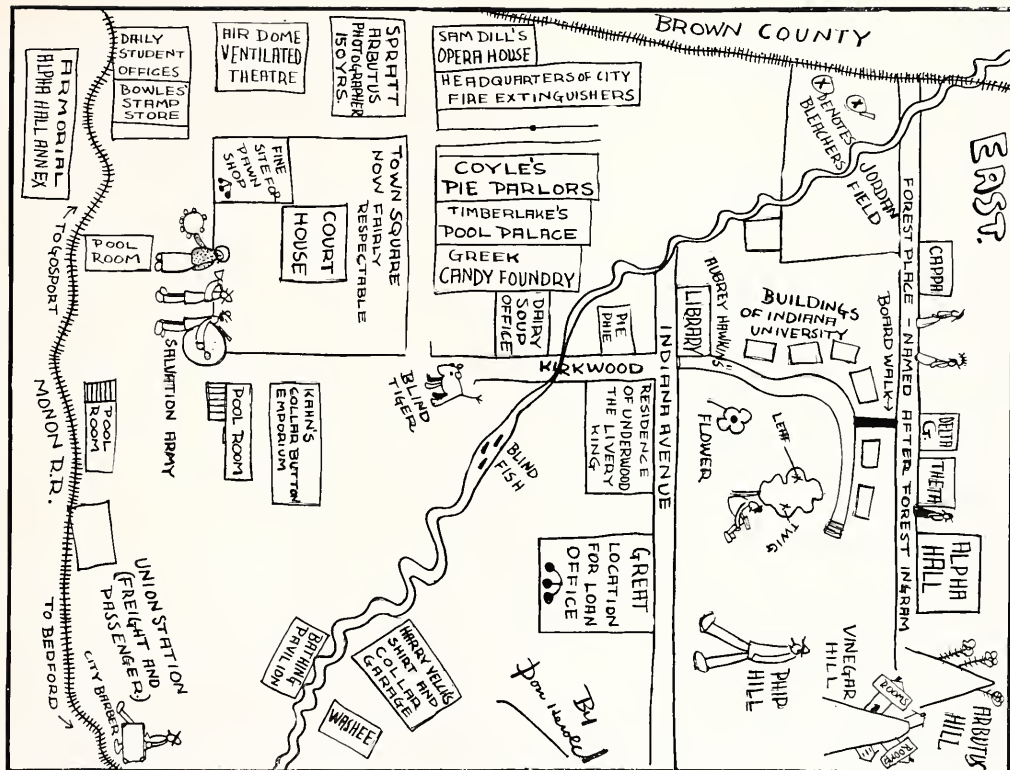 BROWN COUNTY
EAST.
ARMORIAL
ALPHA HALL ANNEX
DAILY
STUDENT
OFFICES
BOWLES'
STAMP
STORE
AIR DOME
VENTILATED
THEATRE
SPRATT
ARBUTUS
PHOTOGRAPHER
150 YRS.
SAM DILL'S
OPERA HOUSE
HEADQUARTERS OF CITY
FIRE EXTINGUISHERS
DENOTES
BLEACHERS
JORDAN
FIELD
FINE
SITE FOR
PAWN
SHOP
COURT
HOUSE
TOWN SQUARE
NOW FAIRLY
RESPECTABLE
COYLE'S
PIE PARLORS
TIMBERLAKE'S
POOL PALACE
GREEK
CANDY FOUNDRY
DAIRY
SOUP
OFFICE
PIE
PHIE
TO GOSPORT
POOL
ROOM
SALVATION ARMY
MONON R.R.
POOL
ROOM
POOL ROOM
KAHN'S
COLLAR BUTTON
EMPORIUM
BLIND
TIGER
KIRKWOOD
BLIND
FISH
RESIDENCE
OF UNDERWOOD
THE LIVERY
KING
INDIANA AVENUE
LIBRARY
AUBREY HAWKINS'
BUILDINGS
OF INDIANA
UNIVERSITY
BOARD WALK
FOREST PLACE - NAMED AFTER FOREST INGRAM
CAPPA
DELTA
G.
THETA
ALPHA
HALL
FLOWER
LEAF
TWIG
GREAT
LOCATION
FOR LOAN
OFFICE
PHIP
HILL
VINEGAR
HILL
ROOMS
ROOMS
ARBUTUS
HILL
UNION STATION
(FREIGHT AND
PASSENGER)
TO BEDFORD
CITY BARBER
BATHING
PAVILION
HARRY VELIK'S
SHIRT AND
COLLAR
GARAGE
WASHEE
By
Don Herold